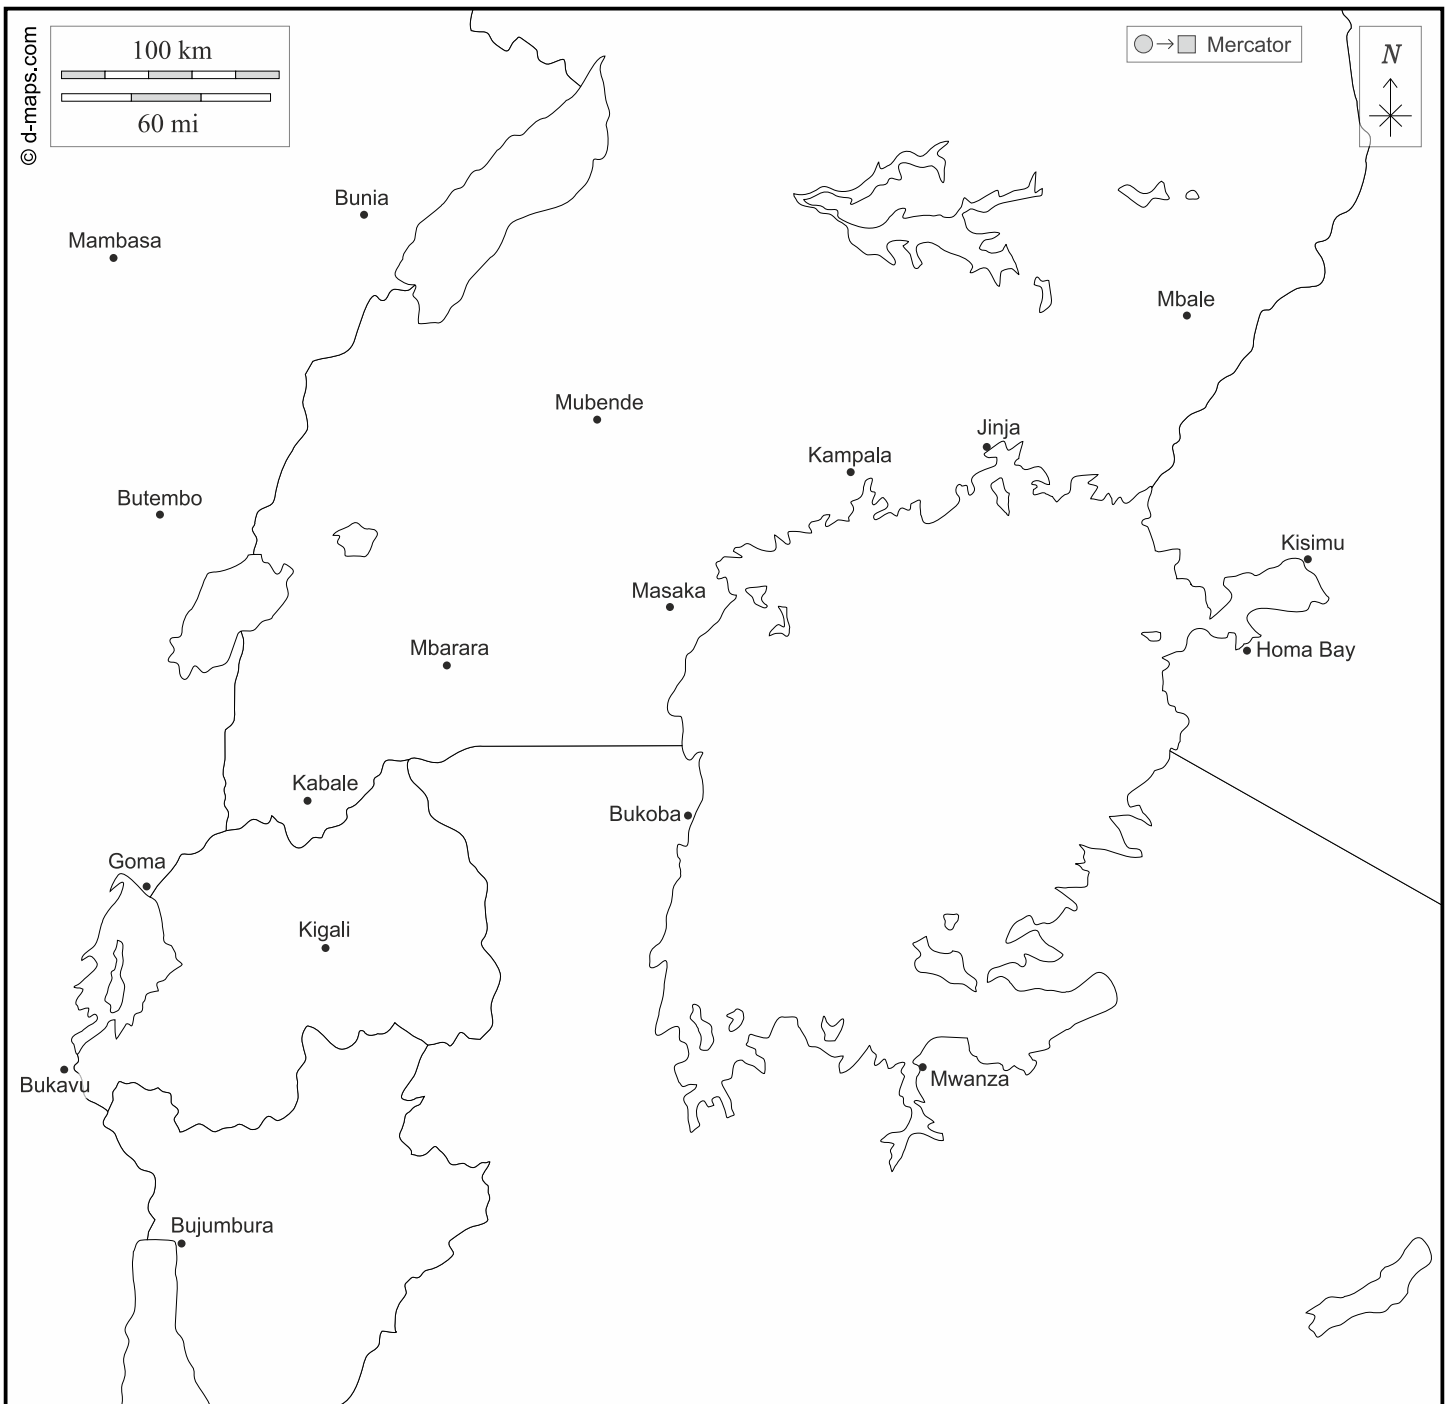 © d-maps.com
100 km
60 mi
Mercator
N
Bunia
Mambasa
Mbale
Mubende
Jinja
Kampala
Butembo
Kisimu
Masaka
Mbarara
Homa Bay
Kabale
Bukoba
Goma
Kigali
Bukavu
Mwanza
Bujumbura